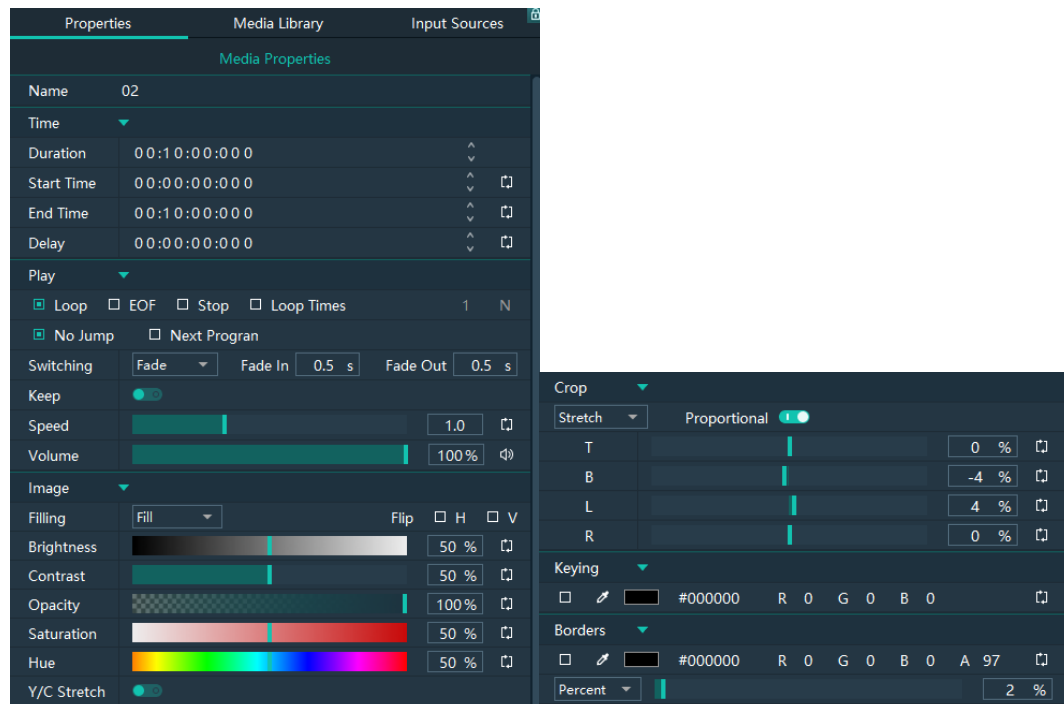 Properties Media Library Input Sources
Media Properties
Name 02
Time
Duration 00:10:00:000
Start Time 00:00:00:000
End Time 00:10:00:000
Delay 00:00:00:000
Play
Loop EOF Stop Loop Times 1 N
No Jump Next Progran
Switching Fade Fade In 0.5 s Fade Out 0.5 s
Keep
Speed 1.0
Volume 100%
Image
Filling Fill Flip H V
Brightness 50 %
Contrast 50 %
Opacity 100%
Saturation 50 %
Hue 50 %
Y/C Stretch
Crop
Stretch Proportional
T 0 %
B -4 %
L 4 %
R 0 %
Keying
#000000 R 0 G 0 B 0
Borders
#000000 R 0 G 0 B 0 A 97
Percent 2 %